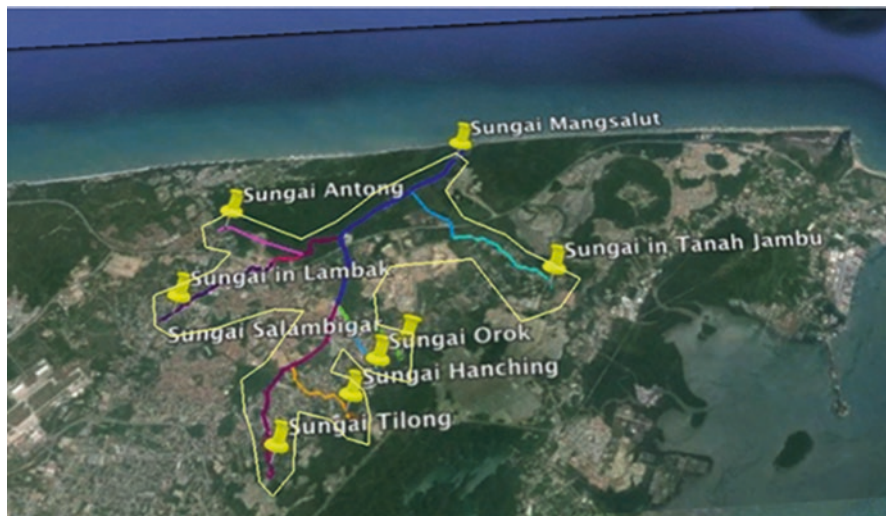 Sungai Mangsalut
Sungai Antong
Sungai in Tanah Jambu
Sungai in Lambak
Sungai Salambigar
Sungai Orok
Sungai Hanching
Sungai Tilong